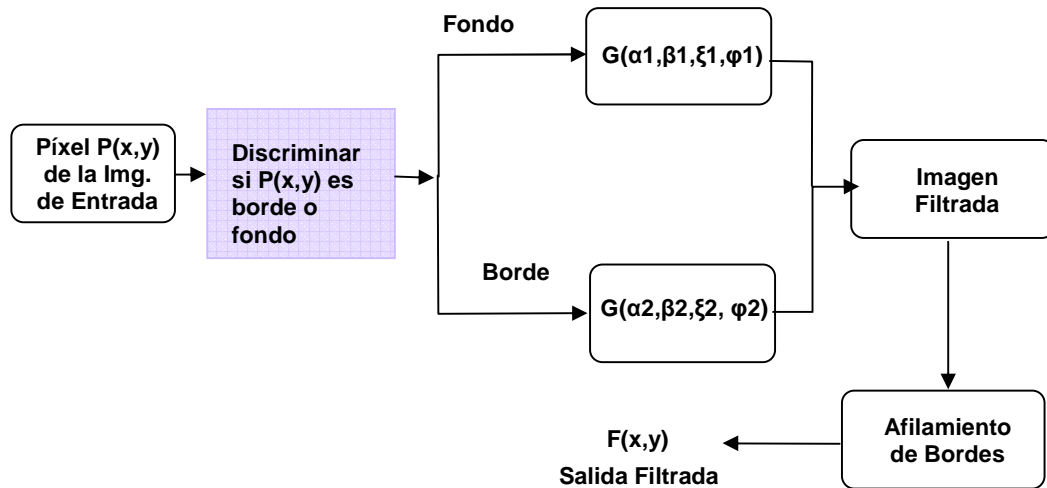 Fondo
G(α1,β1,ξ1,φ1)
Píxel P(x,y)
de la Img.
de Entrada
Discriminar
si P(x,y) es
borde o
fondo
Imagen
Filtrada
Borde
G(α2,β2,ξ2, φ2)
Afilamiento
de Bordes
F(x,y)
Salida Filtrada